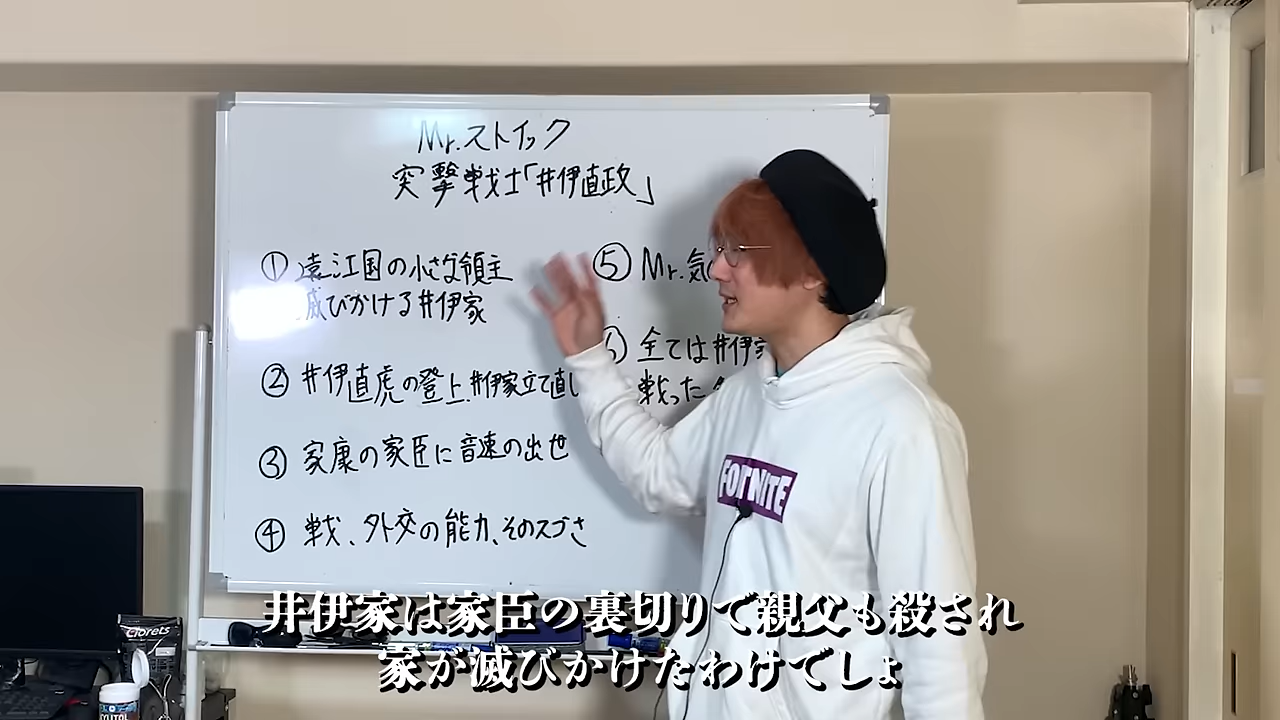 Mr.ストイック
突撃戦士「井伊直政」
① 遠江国の小さな領主
滅びかける井伊家
② 井伊直虎の登上.井伊家立て直し
③ 家康の家臣に音速の出世
④ 戦、外交の能力、そのスゴさ
⑤ Mr.気
⑥ 全ては井伊家
戦った
FORTNITE
Clorets
XYLITOL
井伊家は家臣の裏切りで親父も殺され
家が滅びかけたわけでしょ